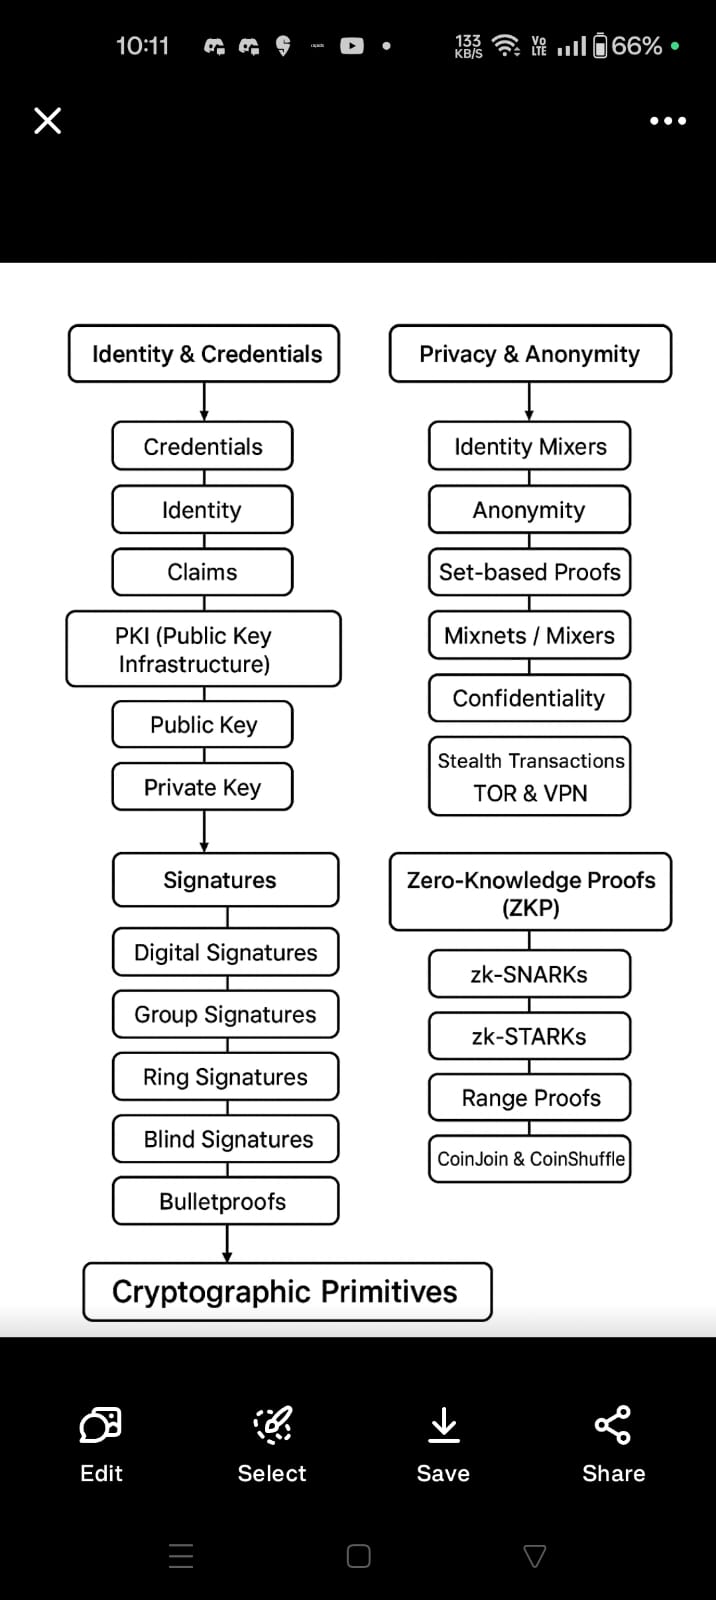 10:11
133
KB/S
Vo
LTE
66%
Identity & Credentials
Credentials
Identity
Claims
PKI (Public Key
Infrastructure)
Public Key
Private Key
Signatures
Digital Signatures
Group Signatures
Ring Signatures
Blind Signatures
Bulletproofs
Privacy & Anonymity
Identity Mixers
Anonymity
Set-based Proofs
Mixnets / Mixers
Confidentiality
Stealth Transactions
TOR & VPN
Zero-Knowledge Proofs
(ZKP)
zk-SNARKs
zk-STARKs
Range Proofs
CoinJoin & CoinShuffle
Cryptographic Primitives
Edit
Select
Save
Share